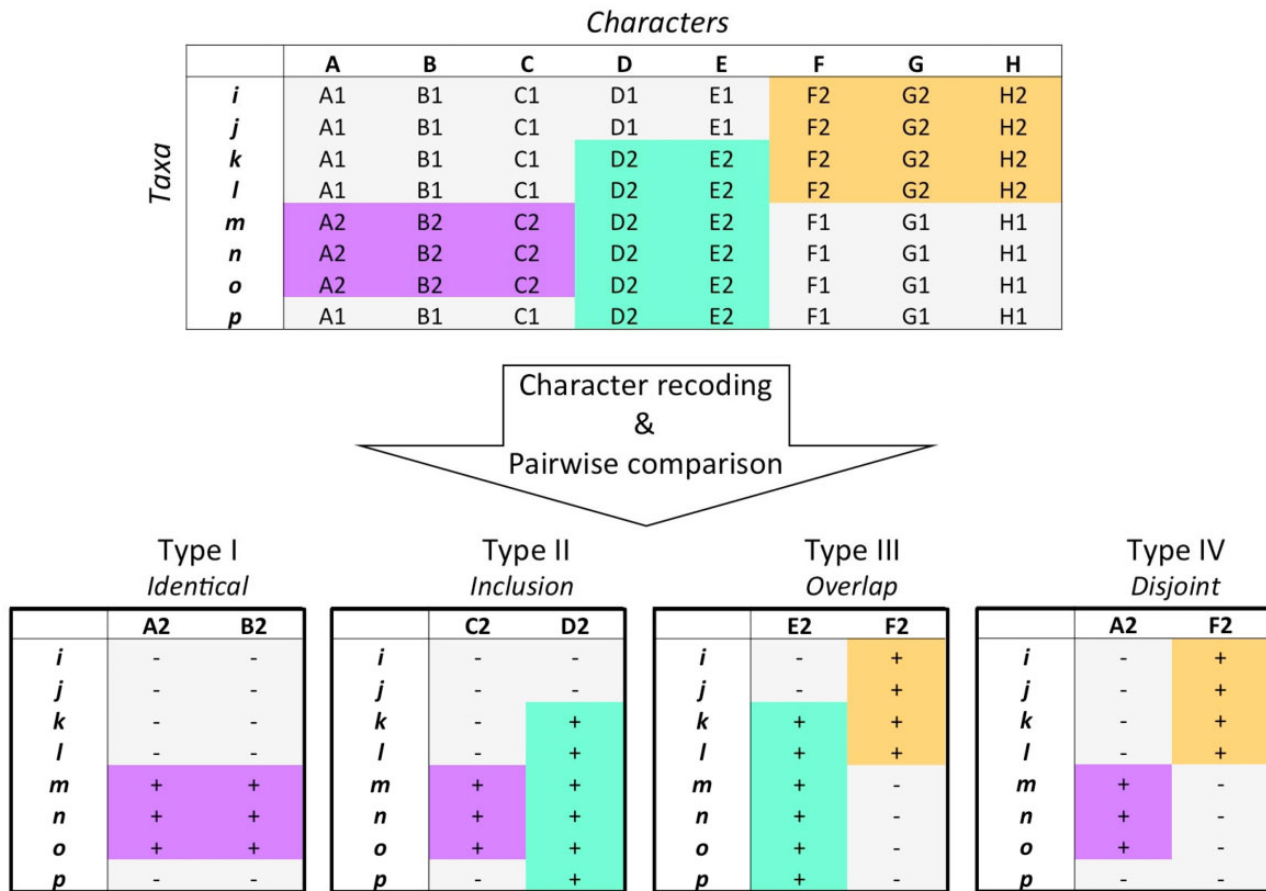 Characters
A B C D E F G H
Taxa
i A1 B1 C1 D1 E1 F2 G2 H2
j A1 B1 C1 D1 E1 F2 G2 H2
k A1 B1 C1 D2 E2 F2 G2 H2
l A1 B1 C1 D2 E2 F2 G2 H2
m A2 B2 C2 D2 E2 F1 G1 H1
n A2 B2 C2 D2 E2 F1 G1 H1
o A2 B2 C2 D2 E2 F1 G1 H1
p A1 B1 C1 D2 E2 F1 G1 H1
Character recoding
&
Pairwise comparison
Type I
Identical
A2 B2
i - -
j - -
k - -
l - -
m + +
n + +
o + +
p - -
Type II
Inclusion
C2 D2
i - -
j - -
k - +
l - +
m + +
n + +
o + +
p - +
Type III
Overlap
E2 F2
i - +
j - +
k + +
l + +
m + -
n + -
o + -
p + -
Type IV
Disjoint
A2 F2
i - +
j - +
k - +
l - +
m + -
n + -
o + -
p - -